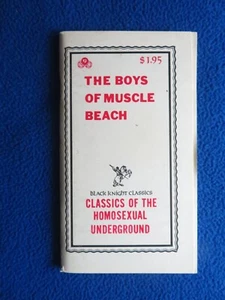 $1.95
THE BOYS
OF MUSCLE
BEACH
BLACK KNIGHT CLASSICS
CLASSICS OF THE
HOMOSEXUAL
UNDERGROUND